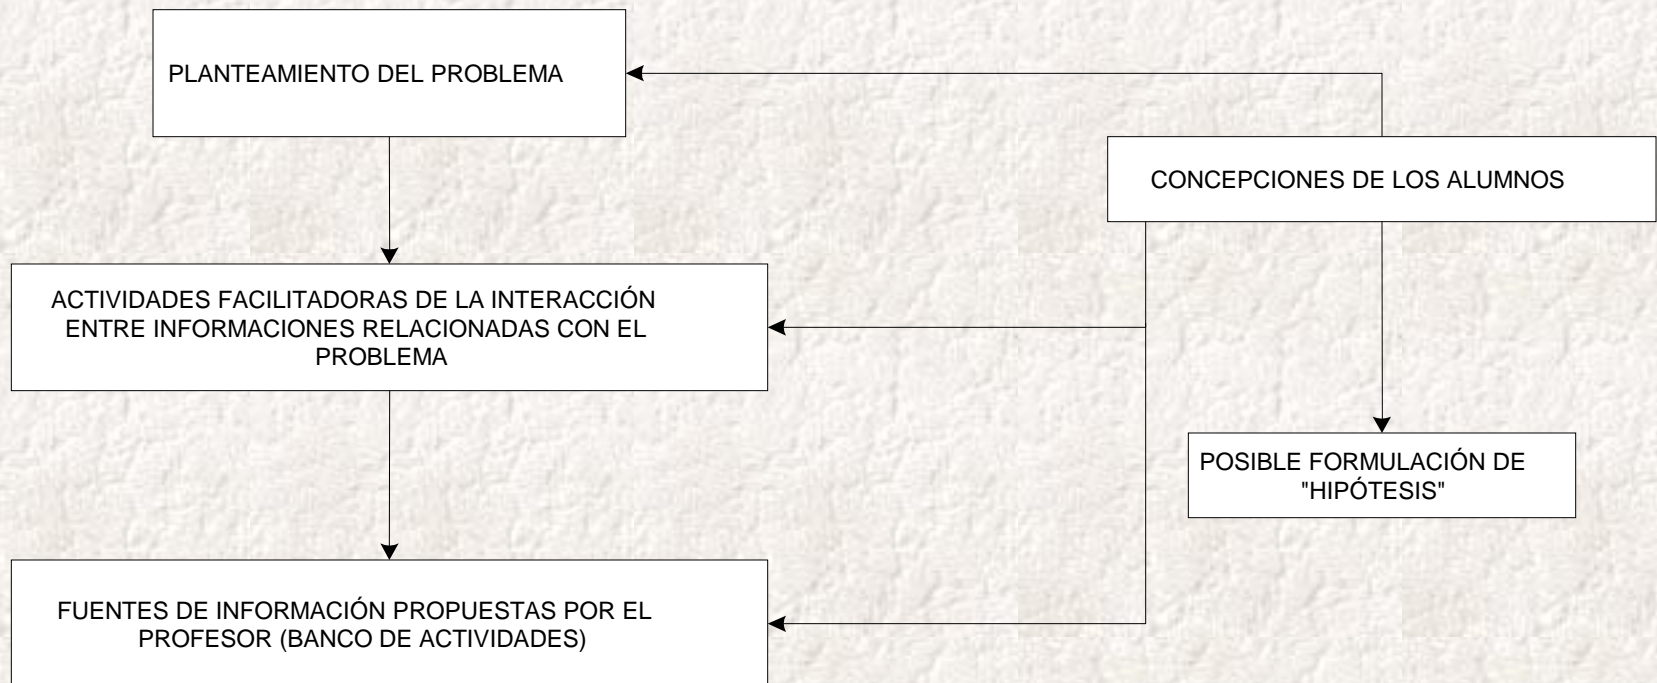 PLANTEAMIENTO DEL PROBLEMA
CONCEPCIONES DE LOS ALUMNOS
ACTIVIDADES FACILITADORAS DE LA INTERACCIÓN
ENTRE INFORMACIONES RELACIONADAS CON EL
PROBLEMA
POSIBLE FORMULACIÓN DE
"HIPÓTESIS"
FUENTES DE INFORMACIÓN PROPUESTAS POR EL
PROFESOR (BANCO DE ACTIVIDADES)